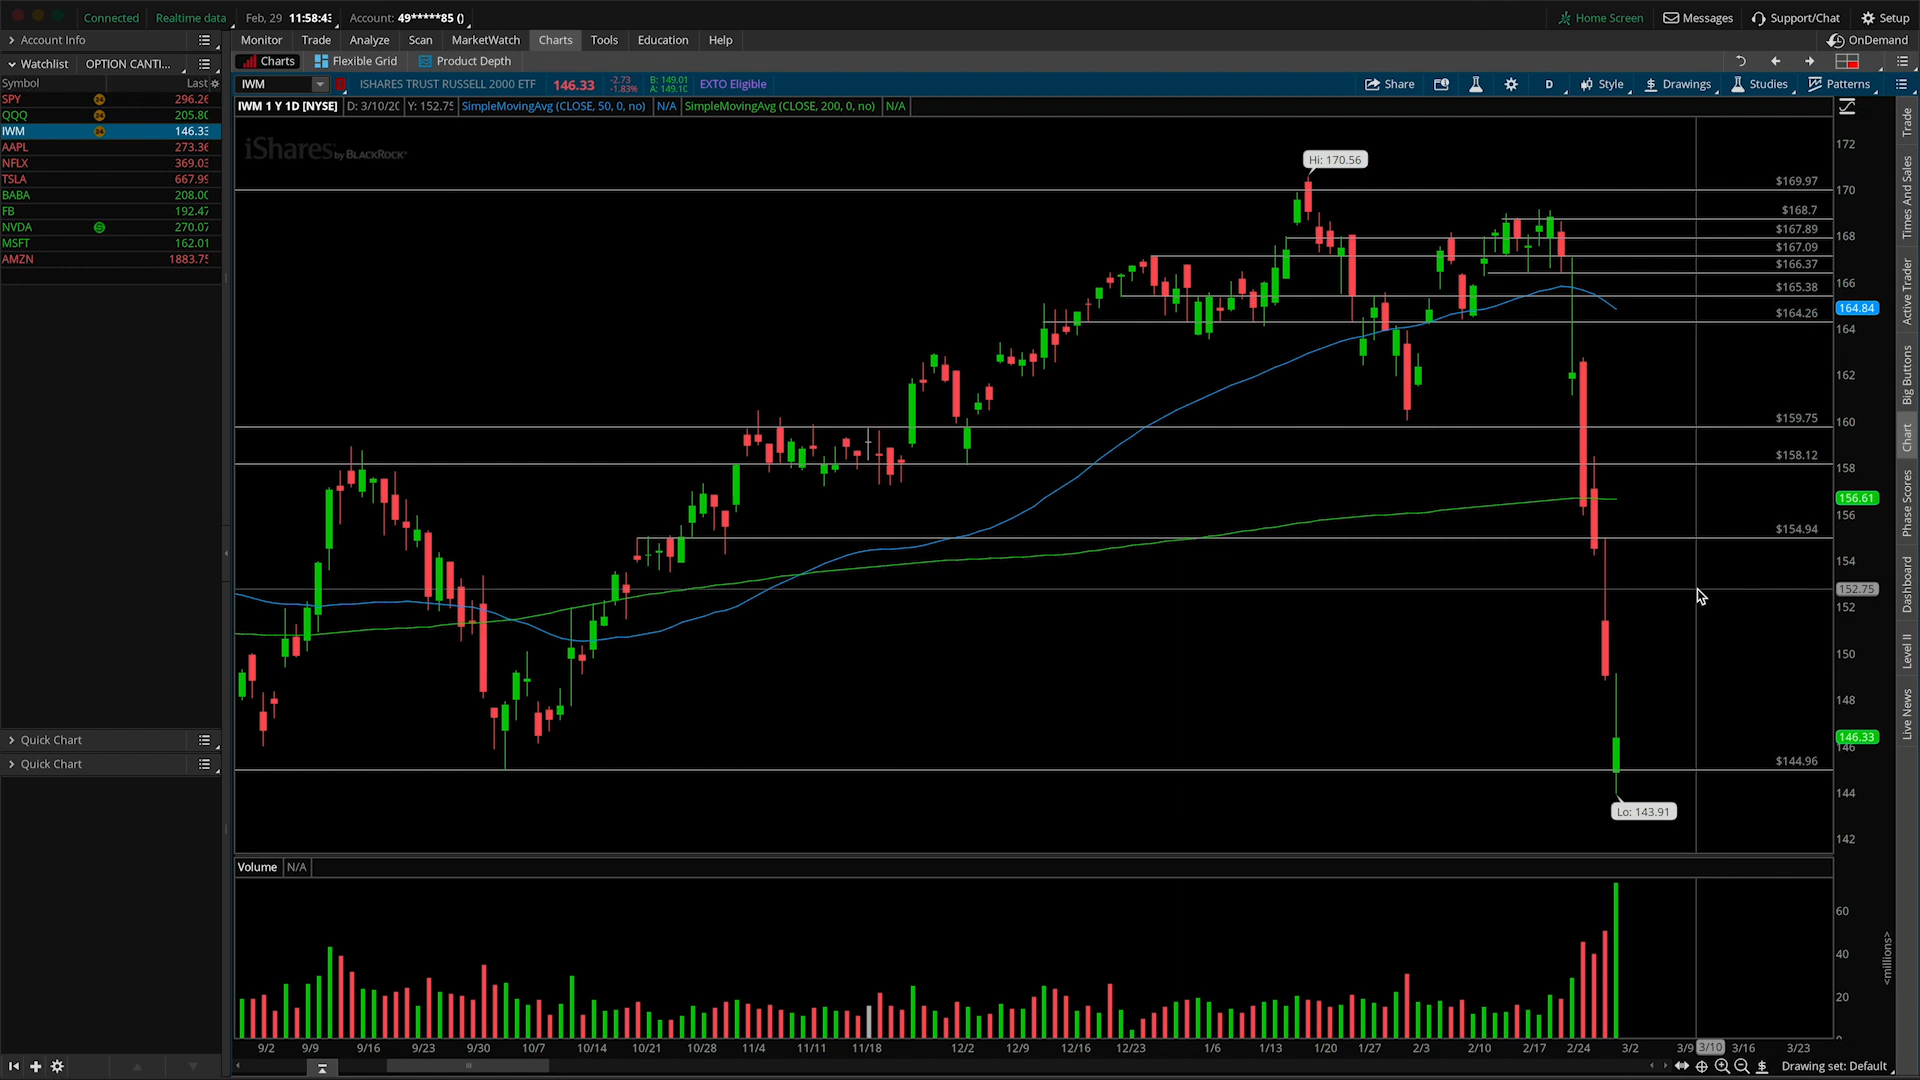 Connected Realtime data Feb, 29 11:58:43 Account: 49*****85 () Home Screen Messages Support/Chat Setup
Account Info Monitor Trade Analyze Scan MarketWatch Charts Tools Education Help OnDemand
Watchlist OPTION CANTI... Charts Flexible Grid Product Depth
Symbol Last IWM ISHARES TRUST RUSSELL 2000 ETF 146.33 -2.73 -1.83% B: 149.01 A: 149.10 EXTO Eligible Share D Style Drawings Studies Patterns
IWM 1 Y 1D [NYSE] D: 3/10/20 Y: 152.75 SimpleMovingAvg (CLOSE, 50, 0, no) N/A SimpleMovingAvg (CLOSE, 200, 0, no) N/A
SPY 296.26
QQQ 205.80
IWM 146.33
AAPL 273.36
NFLX 369.03
TSLA 667.99
BABA 208.00
FB 192.47
NVDA 270.07
MSFT 162.01
AMZN 1883.75
Quick Chart
Quick Chart
iShares by BLACKROCK
Hi: 170.56
$169.97
$168.7
$167.89
$167.09
$166.37
$165.38
$164.26
$159.75
$158.12
$154.94
$144.96
Lo: 143.91
172
170
168
166
164.84
164
162
160
158
156.61
156
154
152.75
152
150
148
146.33
146
144
142
Trade
Times And Sales
Active Trader
Big Buttons
Chart
Phase Scores
Dashboard
Level II
Live News
Volume N/A
60
40
20
<millions>
9/2 9/9 9/16 9/23 9/30 10/7 10/14 10/21 10/28 11/4 11/11 11/18 12/2 12/9 12/16 12/23 1/6 1/13 1/20 1/27 2/3 2/10 2/17 2/24 3/2 3/9 3/10 3/16 3/23
Drawing set: Default